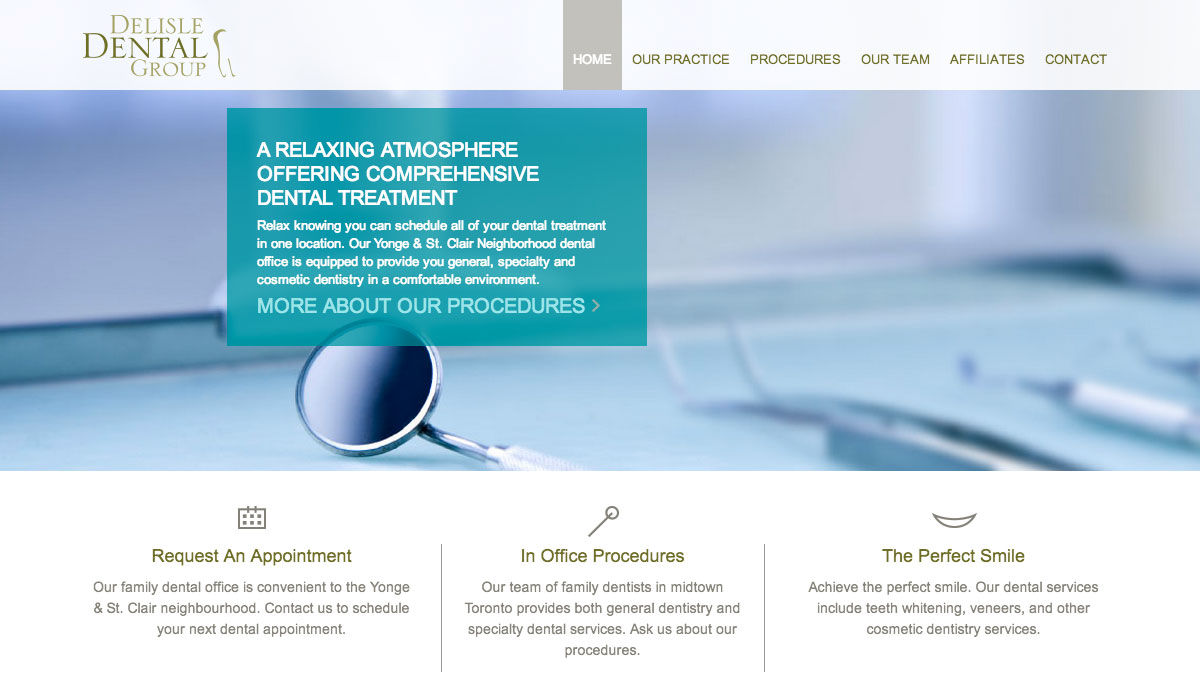 DELISLE
DENTAL
GROUP
HOME OUR PRACTICE PROCEDURES OUR TEAM AFFILIATES CONTACT
A RELAXING ATMOSPHERE
OFFERING COMPREHENSIVE
DENTAL TREATMENT
Relax knowing you can schedule all of your dental treatment
in one location. Our Yonge & St. Clair Neighborhood dental
office is equipped to provide you general, specialty and
cosmetic dentistry in a comfortable environment.
MORE ABOUT OUR PROCEDURES >
Request An Appointment
Our family dental office is convenient to the Yonge
& St. Clair neighbourhood. Contact us to schedule
your next dental appointment.
In Office Procedures
Our team of family dentists in midtown
Toronto provides both general dentistry and
specialty dental services. Ask us about our
procedures.
The Perfect Smile
Achieve the perfect smile. Our dental services
include teeth whitening, veneers, and other
cosmetic dentistry services.